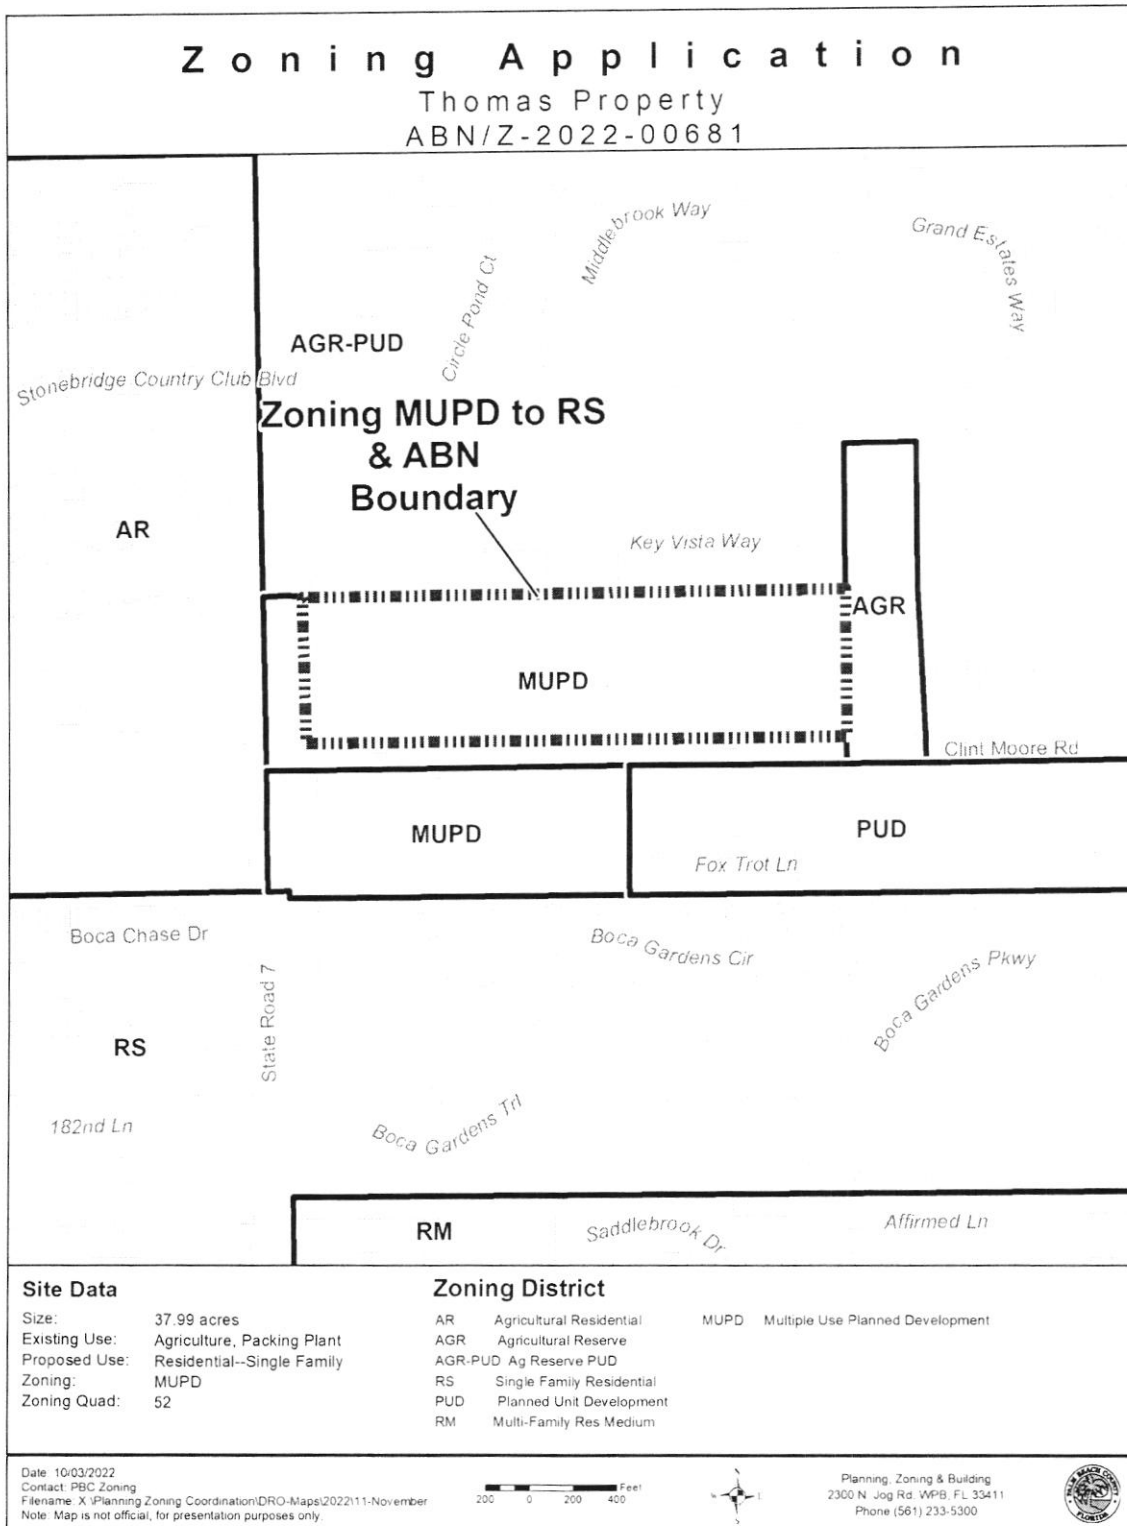 Zoning Application
Thomas Property
ABN/Z-2022-00681
Middlebrook Way
Grand Estates Way
Circle Pond Ct
AGR-PUD
Stonebridge Country Club Blvd
Zoning MUPD to RS
& ABN
Boundary
AR
Key Vista Way
AGR
MUPD
Clint Moore Rd
MUPD
PUD
Fox Trot Ln
Boca Chase Dr
Boca Gardens Cir
Boca Gardens Pkwy
State Road 7
RS
182nd Ln
Boca Gardens Trl
RM
Saddlebrook Dr
Affirmed Ln
Site Data
Size: 37.99 acres
Existing Use: Agriculture, Packing Plant
Proposed Use: Residential--Single Family
Zoning: MUPD
Zoning Quad: 52
Zoning District
AR Agricultural Residential
AGR Agricultural Reserve
AGR-PUD Ag Reserve PUD
RS Single Family Residential
PUD Planned Unit Development
RM Multi-Family Res Medium
MUPD Multiple Use Planned Development
Date: 10/03/2022
Contact: PBC Zoning
Filename: X:\Planning Zoning Coordination\DRO-Maps\2022\11-November
Note: Map is not official, for presentation purposes only.
Feet
200 0 200 400
Planning, Zoning & Building
2300 N. Jog Rd. WPB, FL 33411
Phone (561) 233-5300
PALM BEACH COUNTY
FLORIDA